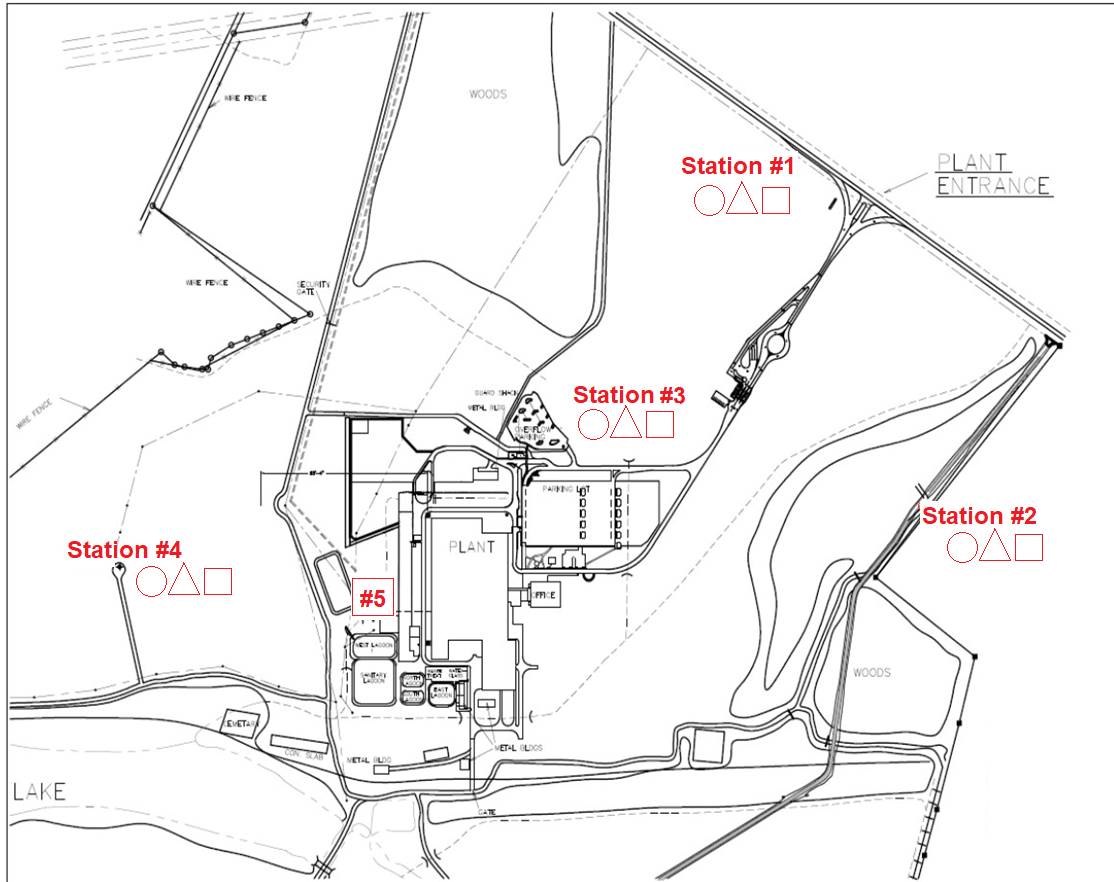 WOODS
WIRE FENCE
Station #1
PLANT
ENTRANCE
WIRE FENCE
SECURITY
GATE
WIRE FENCE
GUARD SHACK
METAL BLDG
Station #3
OVERFLOW
PARKING
PARKING LOT
Station #2
Station #4
PLANT
#5
OFFICE
WEST LAGOON
SANITARY
LAGOON
NORTH
LAGOON
SOUTH
LAGOON
EAST
LAGOON
WOODS
CEMETARY
CON. SLAB
METAL BLDG
METAL BLDGS
LAKE
GATE